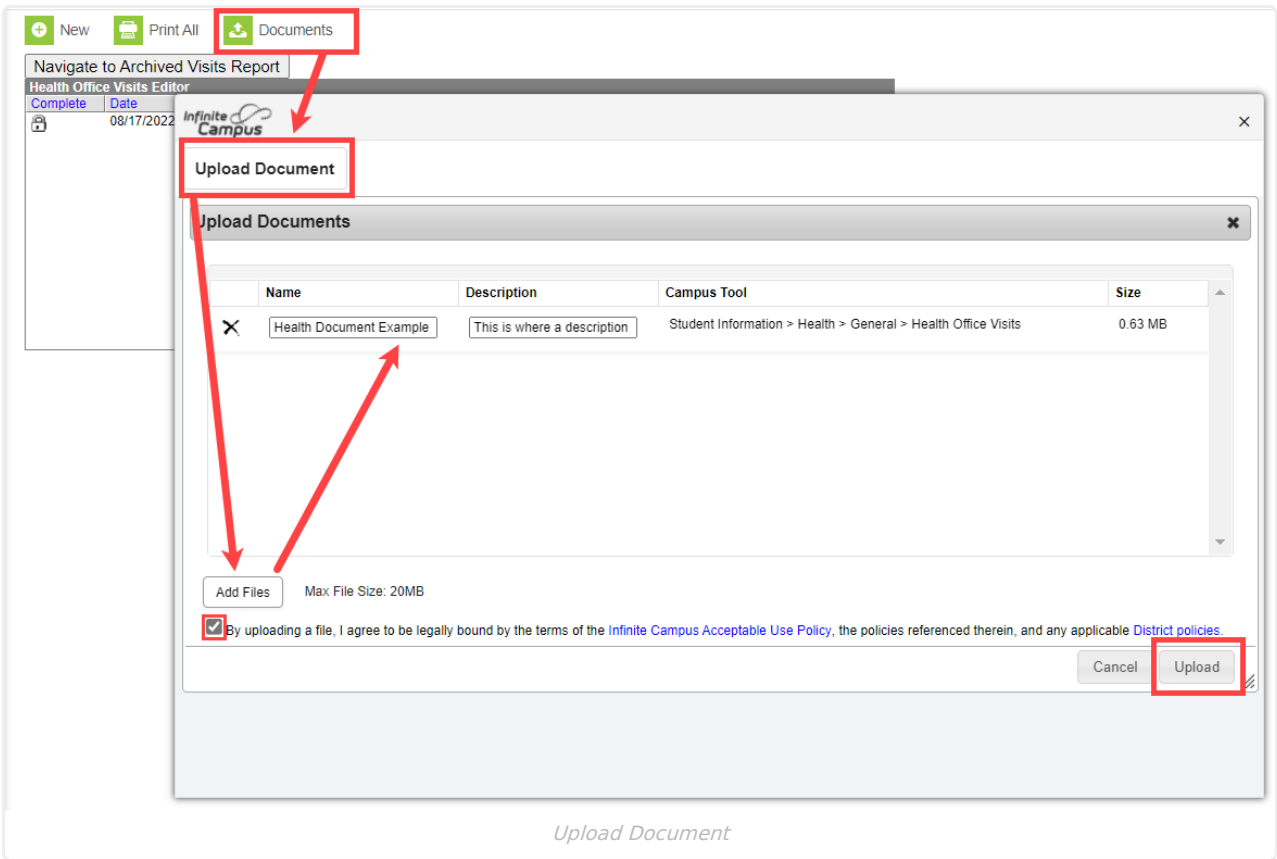 New Print All Documents
Navigate to Archived Visits Report
Health Office Visits Editor
Complete Date
08/17/2022
Infinite
Campus
Upload Document
Upload Documents
Name Description Campus Tool Size
Health Document Example This is where a description Student Information > Health > General > Health Office Visits 0.63 MB
Add Files Max File Size: 20MB
By uploading a file, I agree to be legally bound by the terms of the Infinite Campus Acceptable Use Policy, the policies referenced therein, and any applicable District policies.
Cancel Upload
Upload Document